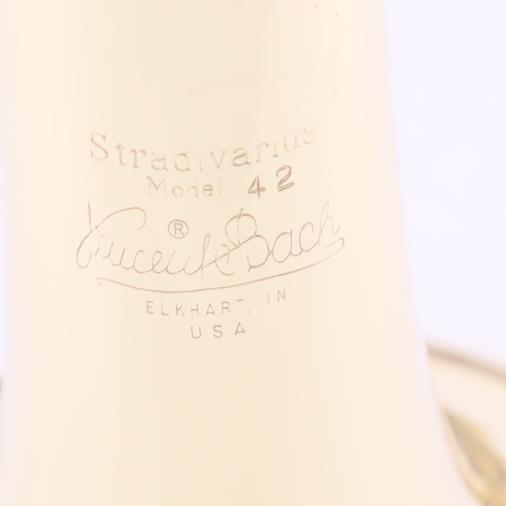 Stradivarius
Model 42
Vincent Bach ®
ELKHART, IN
USA